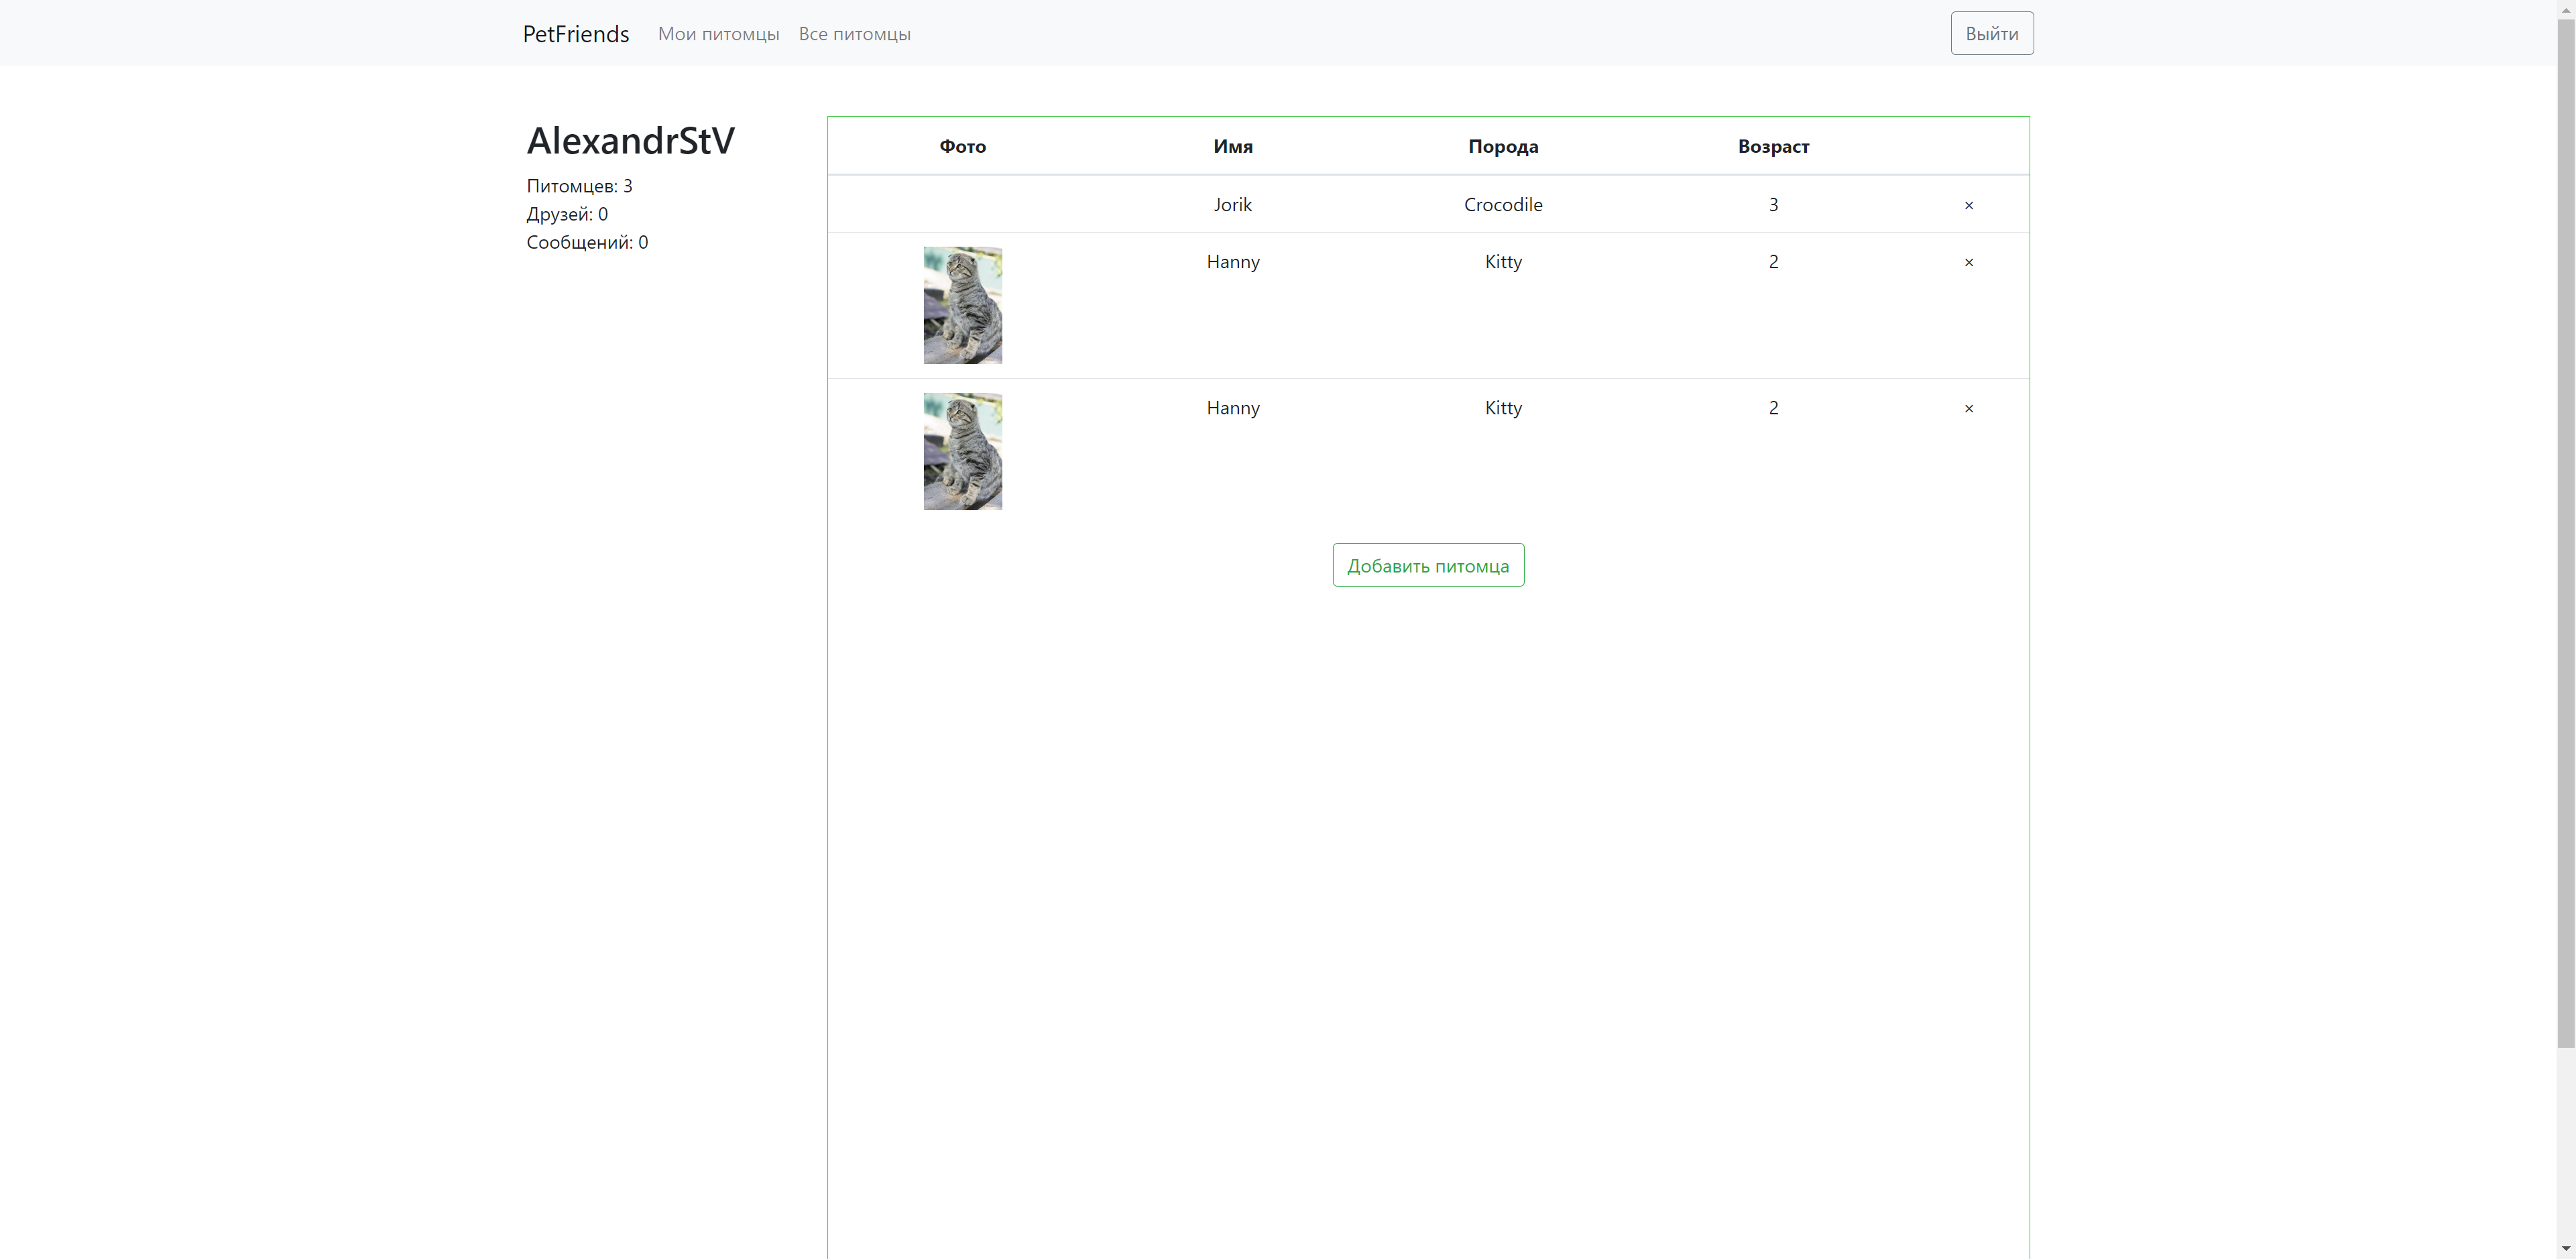 PetFriends Мои питомцы Все питомцы Выйти
AlexandrStV
Питомцев: 3
Друзей: 0
Сообщений: 0
Фото Имя Порода Возраст
Jorik Crocodile 3 ×
Hanny Kitty 2 ×
Hanny Kitty 2 ×
Добавить питомца